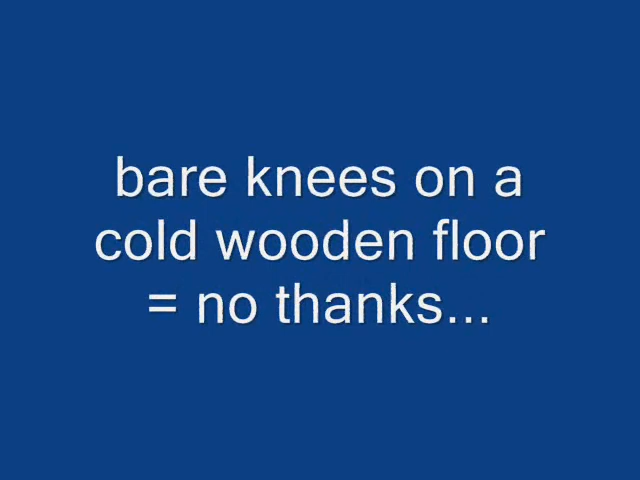 bare knees on a
cold wooden floor
= no thanks...